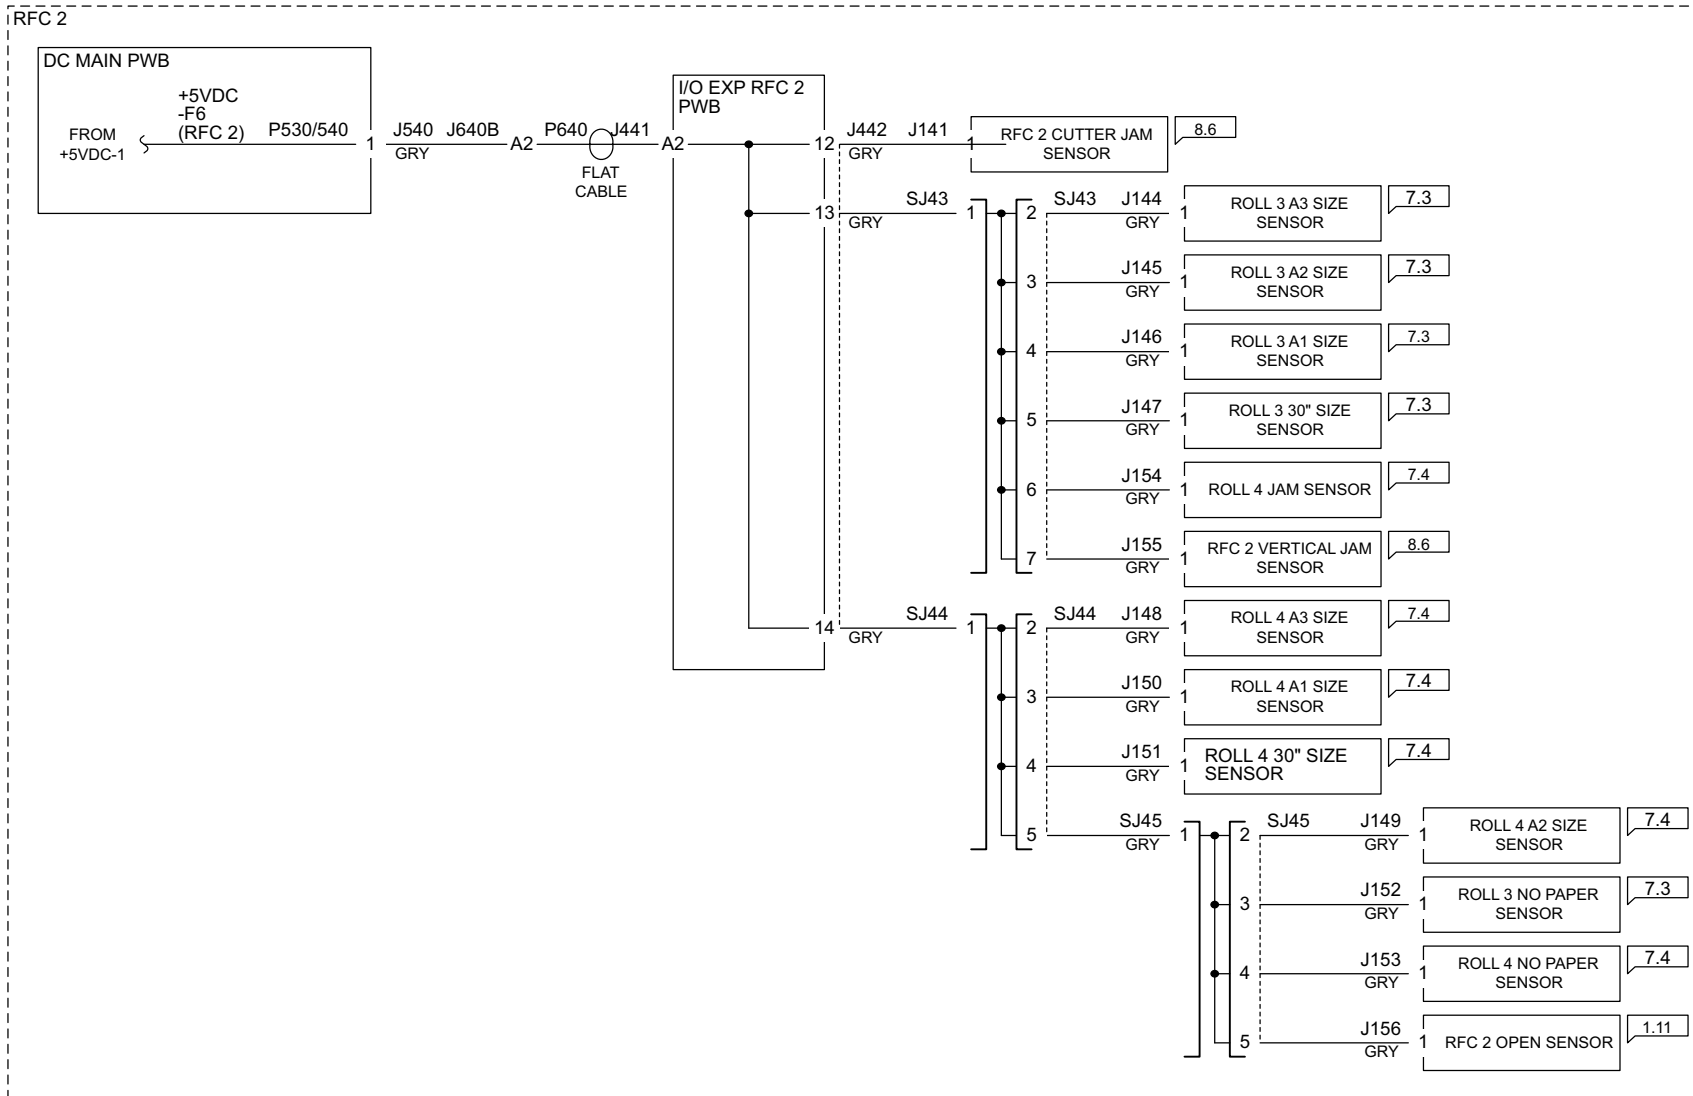 RFC 2
DC MAIN PWB
+5VDC
-F6
(RFC 2)
FROM
+5VDC-1
P530/540
1
J540
J640B
GRY
A2
P640
J441
FLAT
CABLE
A2
I/O EXP RFC 2
PWB
12
J442
J141
GRY
1
RFC 2 CUTTER JAM
SENSOR
8.6
13
GRY
SJ43
1
2
SJ43
J144
GRY
1
ROLL 3 A3 SIZE
SENSOR
7.3
3
J145
GRY
1
ROLL 3 A2 SIZE
SENSOR
7.3
4
J146
GRY
1
ROLL 3 A1 SIZE
SENSOR
7.3
5
J147
GRY
1
ROLL 3 30" SIZE
SENSOR
7.3
6
J154
GRY
1
ROLL 4 JAM SENSOR
7.4
7
J155
GRY
1
RFC 2 VERTICAL JAM
SENSOR
8.6
14
GRY
SJ44
1
2
SJ44
J148
GRY
1
ROLL 4 A3 SIZE
SENSOR
7.4
3
J150
GRY
1
ROLL 4 A1 SIZE
SENSOR
7.4
4
J151
GRY
1
ROLL 4 30" SIZE
SENSOR
7.4
5
SJ45
GRY
1
2
SJ45
J149
GRY
1
ROLL 4 A2 SIZE
SENSOR
7.4
3
J152
GRY
1
ROLL 3 NO PAPER
SENSOR
7.3
4
J153
GRY
1
ROLL 4 NO PAPER
SENSOR
7.4
5
J156
GRY
1
RFC 2 OPEN SENSOR
1.11